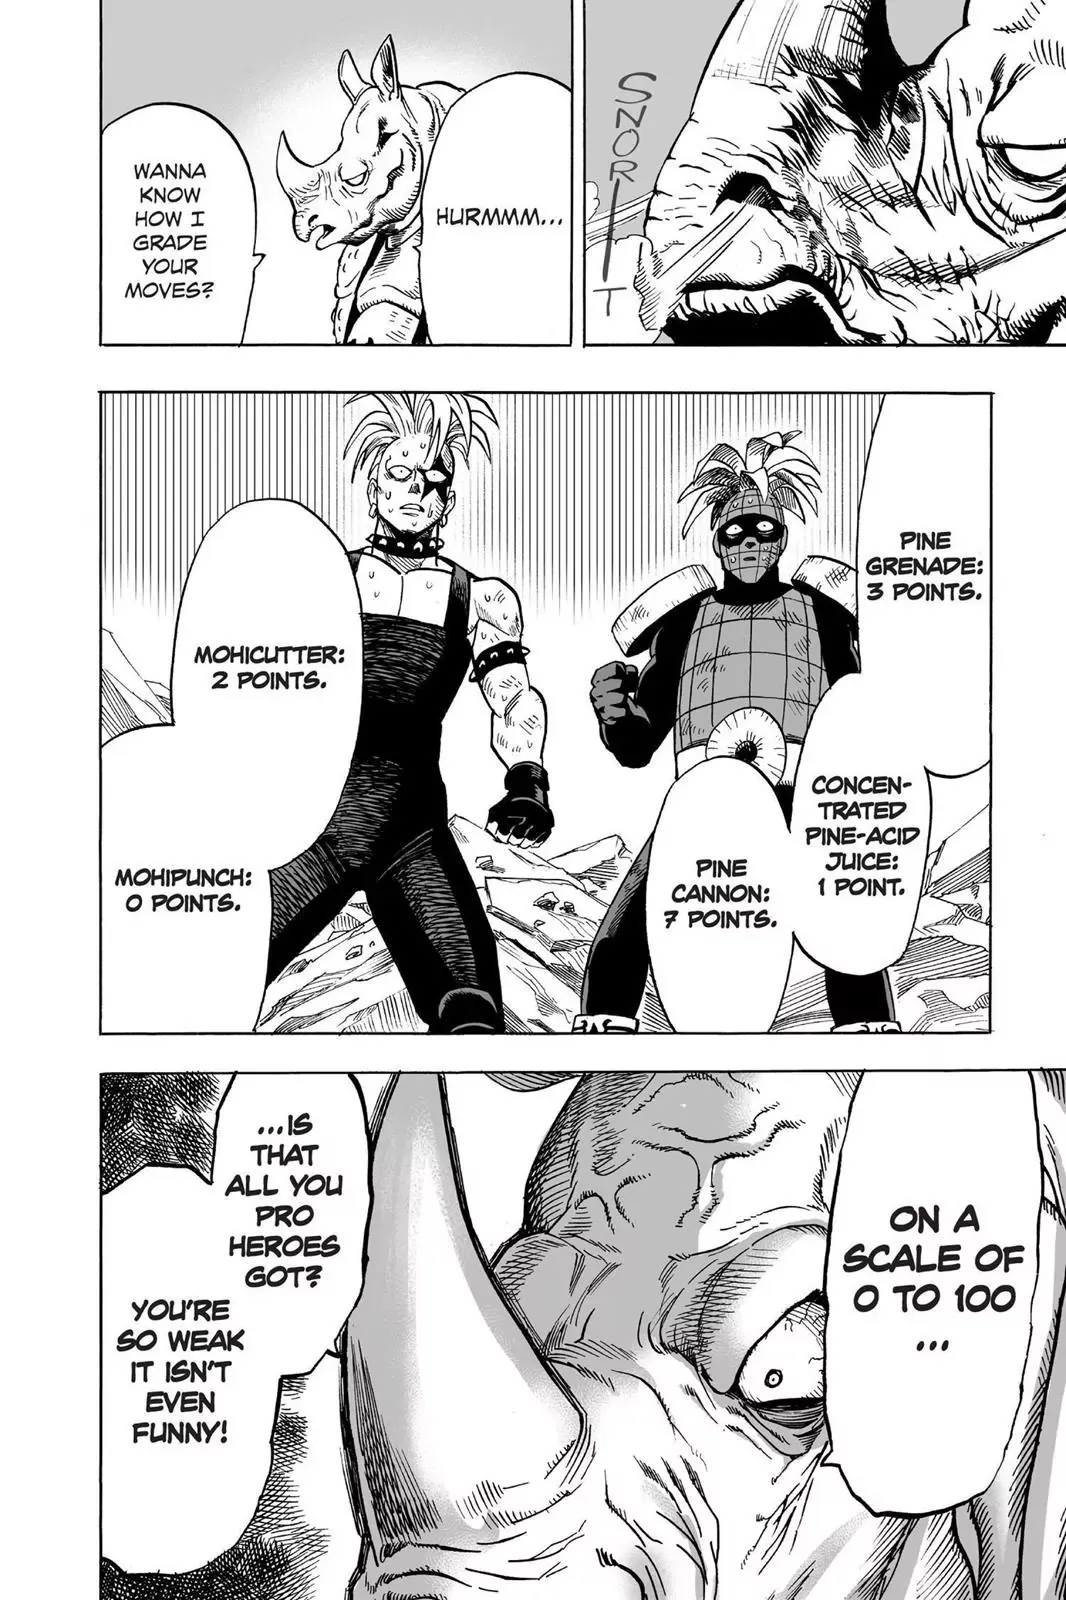 SNORIIT
HURMMM...
WANNA
KNOW
HOW I
GRADE
YOUR
MOVES?
PINE
GRENADE:
3 POINTS.
CONCEN-
TRATED
PINE-ACID
JUICE:
1 POINT.
PINE
CANNON:
7 POINTS.
MOHICUTTER:
2 POINTS.
MOHIPUNCH:
0 POINTS.
ON A
SCALE OF
0 TO 100
...
...IS
THAT
ALL YOU
PRO
HEROES
GOT?
YOU'RE
SO WEAK
IT ISN'T
EVEN
FUNNY!